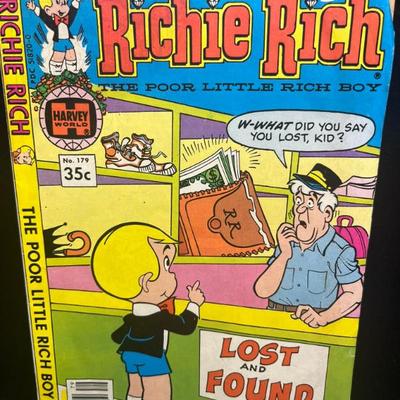 Richie Rich
THE POOR LITTLE RICH BOY
®
HARVEY
WORLD
H
No. 179
35c
W-WHAT DID YOU SAY
YOU LOST, KID?
RR
LOST
AND
FOUND
RICHIE RICH
THE POOR LITTLE RICH BOY